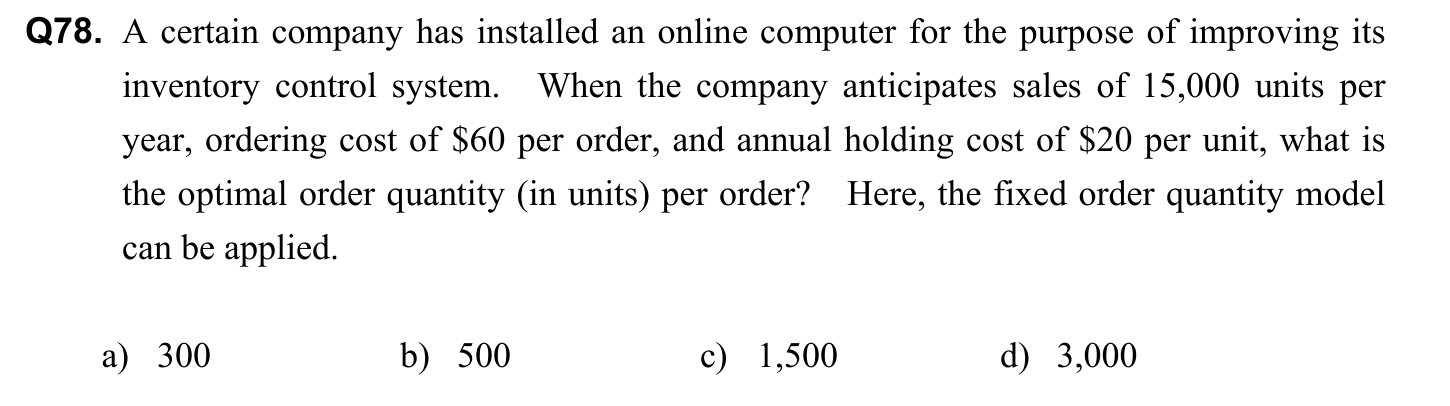 Q78. A certain company has installed an online computer for the purpose of improving its
inventory control system. When the company anticipates sales of 15,000 units per
year, ordering cost of $60 per order, and annual holding cost of $20 per unit, what is
the optimal order quantity (in units) per order? Here, the fixed order quantity model
can be applied.
a) 300 b) 500 c) 1,500 d) 3,000